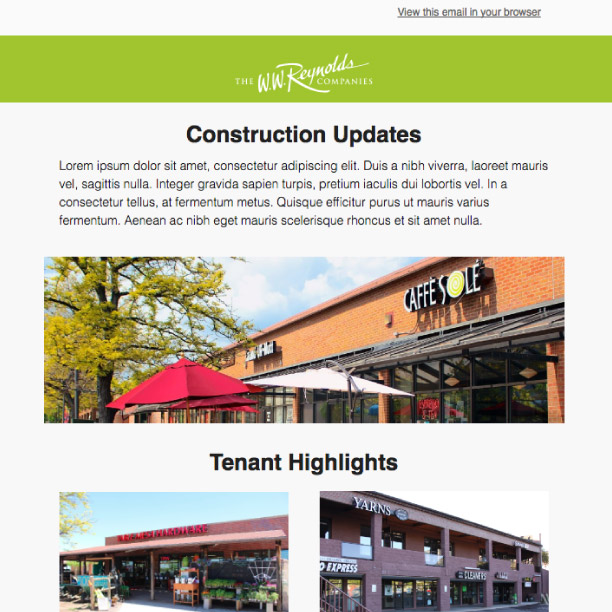 View this email in your browser
THE W.W. Reynolds COMPANIES
Construction Updates
Lorem ipsum dolor sit amet, consectetur adipiscing elit. Duis a nibh viverra, laoreet mauris
vel, sagittis nulla. Integer gravida sapien turpis, pretium iaculis dui lobortis vel. In a
consectetur tellus, at fermentum metus. Quisque efficitur purus ut mauris varius
fermentum. Aenean ac nibh eget mauris scelerisque rhoncus et sit amet nulla.
CAFFÈ SOLÉ
Tenant Highlights
YARNS
O EXPRESS
CLEANERS